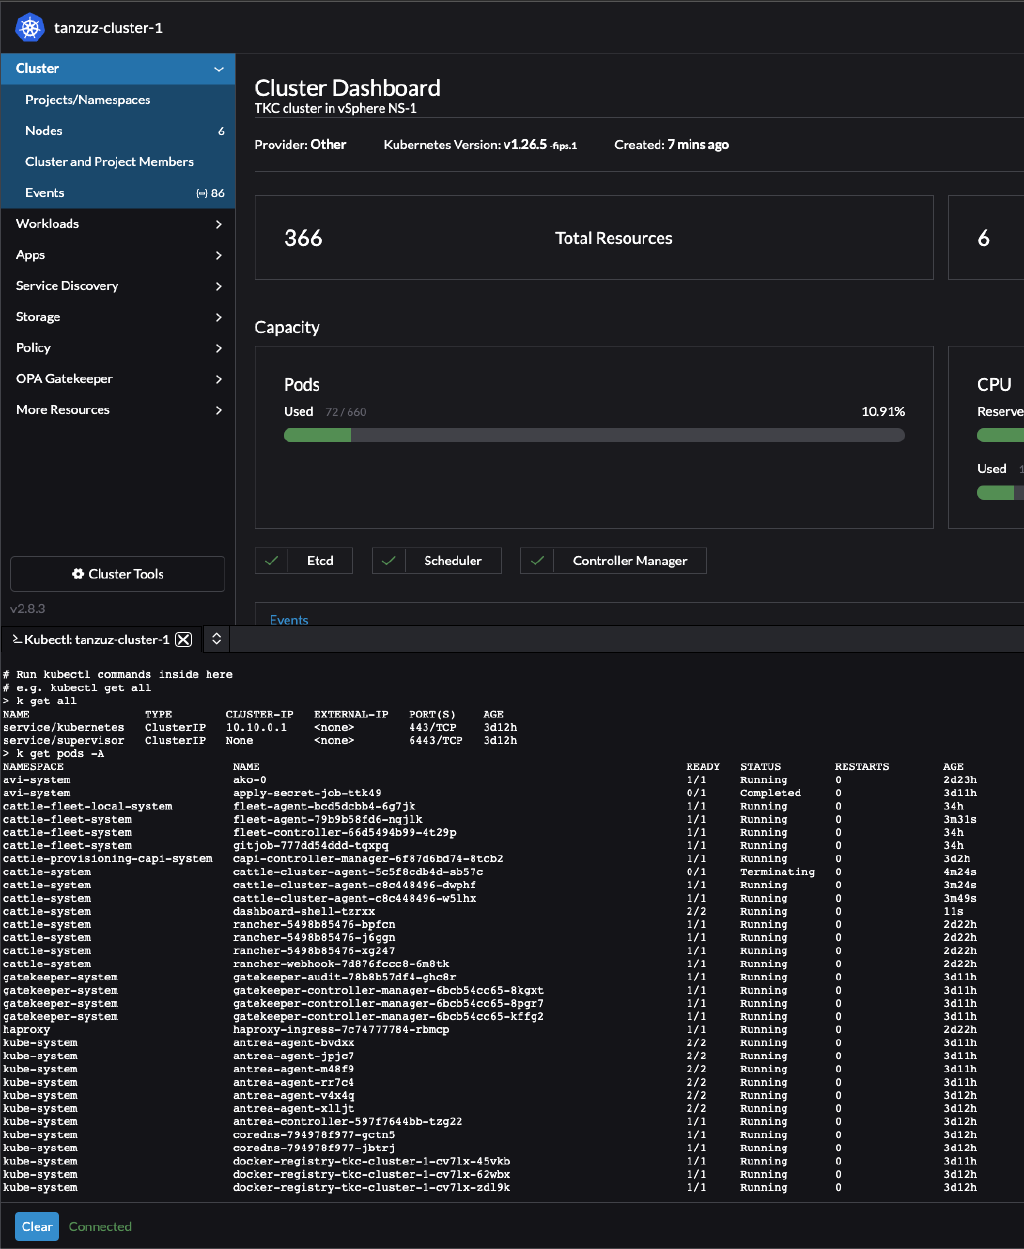 tanzuz-cluster-1
Cluster
Projects/Namespaces
Nodes 6
Cluster and Project Members
Events 86
Workloads
Apps
Service Discovery
Storage
Policy
OPA Gatekeeper
More Resources
Cluster Tools
v2.8.3
Cluster Dashboard
TKC cluster in vSphere NS-1
Provider: Other Kubernetes Version: v1.26.5 -fips.1 Created: 7 mins ago
366 Total Resources 6
Capacity
Pods
Used 72 / 660 10.91%
CPU
Reserve
Used 1
Etcd Scheduler Controller Manager
Events
Kubectl: tanzuz-cluster-1
# Run kubectl commands inside here
# e.g. kubectl get all
> k get all
NAME TYPE CLUSTER-IP EXTERNAL-IP PORT(S) AGE
service/kubernetes ClusterIP 10.10.0.1 <none> 443/TCP 3d12h
service/supervisor ClusterIP None <none> 6443/TCP 3d12h
> k get pods -A
NAMESPACE NAME READY STATUS RESTARTS AGE
avi-system ako-0 1/1 Running 0 2d23h
avi-system apply-secret-job-ttk49 0/1 Completed 0 3d11h
cattle-fleet-local-system fleet-agent-bcd5dcbb4-6g7jk 1/1 Running 0 34h
cattle-fleet-system fleet-agent-79b9b58fd6-nqjlk 1/1 Running 0 3m31s
cattle-fleet-system fleet-controller-66d5494b99-4t29p 1/1 Running 0 34h
cattle-fleet-system gitjob-777dd54ddd-tqxpq 1/1 Running 0 34h
cattle-provisioning-capi-system capi-controller-manager-6f87d6bd74-8tcb2 1/1 Running 0 3d2h
cattle-system cattle-cluster-agent-5c5f8cdb4d-sb57c 0/1 Terminating 0 4m24s
cattle-system cattle-cluster-agent-c8c448496-dwphf 1/1 Running 0 3m24s
cattle-system cattle-cluster-agent-c8c448496-w5lhx 1/1 Running 0 3m49s
cattle-system dashboard-shell-tzrxx 2/2 Running 0 11s
cattle-system rancher-5498b85476-bpfcn 1/1 Running 0 2d22h
cattle-system rancher-5498b85476-j6ggn 1/1 Running 0 2d22h
cattle-system rancher-5498b85476-xg247 1/1 Running 0 2d22h
cattle-system rancher-webhook-7d876fccc8-6m8tk 1/1 Running 0 2d22h
gatekeeper-system gatekeeper-audit-78b8b57df4-ghc8r 1/1 Running 0 3d11h
gatekeeper-system gatekeeper-controller-manager-6bcb54cc65-8kgxt 1/1 Running 0 3d11h
gatekeeper-system gatekeeper-controller-manager-6bcb54cc65-8pgr7 1/1 Running 0 3d11h
gatekeeper-system gatekeeper-controller-manager-6bcb54cc65-kffg2 1/1 Running 0 3d11h
haproxy haproxy-ingress-7c74777784-rbmcp 1/1 Running 0 2d22h
kube-system antrea-agent-bvdxx 2/2 Running 0 3d11h
kube-system antrea-agent-jpjc7 2/2 Running 0 3d11h
kube-system antrea-agent-m48f9 2/2 Running 0 3d11h
kube-system antrea-agent-rr7c4 2/2 Running 0 3d11h
kube-system antrea-agent-v4x4q 2/2 Running 0 3d12h
kube-system antrea-agent-xlljt 2/2 Running 0 3d12h
kube-system antrea-controller-597f7644bb-tzg22 1/1 Running 0 3d12h
kube-system coredns-794978f977-gctn5 1/1 Running 0 3d12h
kube-system coredns-794978f977-jbtrj 1/1 Running 0 3d12h
kube-system docker-registry-tkc-cluster-1-cv7lx-45vkb 1/1 Running 0 3d11h
kube-system docker-registry-tkc-cluster-1-cv7lx-62wbx 1/1 Running 0 3d12h
kube-system docker-registry-tkc-cluster-1-cv7lx-zdl9k 1/1 Running 0 3d12h
Clear Connected